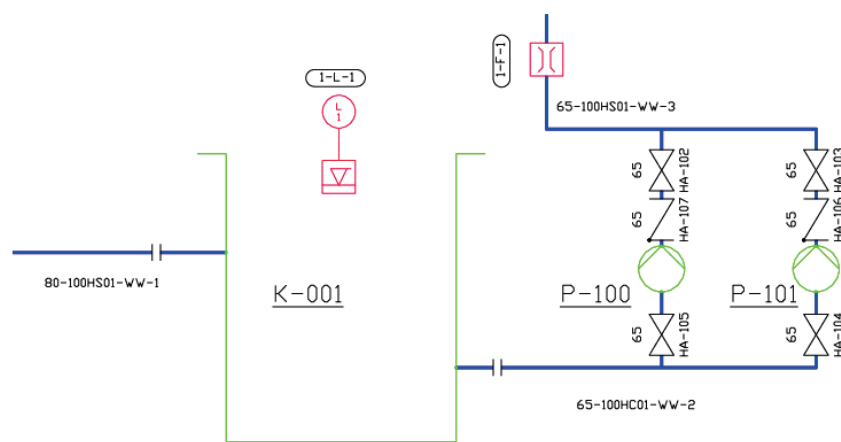 1-L-1
L
1
1-F-1
65-100HS01-WW-3
65
HA-102
65
HA-103
65
HA-107
65
HA-106
80-100HS01-WW-1
K-001
P-100
P-101
65
HA-105
65
HA-104
65-100HC01-WW-2